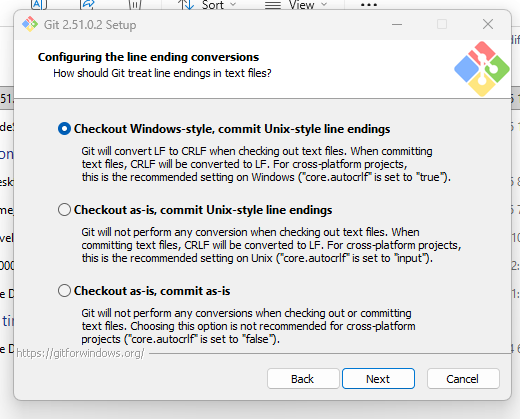 Sort
View
Git 2.51.0.2 Setup
Configuring the line ending conversions
How should Git treat line endings in text files?
Checkout Windows-style, commit Unix-style line endings
Git will convert LF to CRLF when checking out text files. When committing
text files, CRLF will be converted to LF. For cross-platform projects,
this is the recommended setting on Windows ("core.autocrlf" is set to "true").
Checkout as-is, commit Unix-style line endings
Git will not perform any conversion when checking out text files. When
committing text files, CRLF will be converted to LF. For cross-platform projects,
this is the recommended setting on Unix ("core.autocrlf" is set to "input").
Checkout as-is, commit as-is
Git will not perform any conversions when checking out or committing
text files. Choosing this option is not recommended for cross-platform
projects ("core.autocrlf" is set to "false").
https://gitforwindows.org/
Back
Next
Cancel